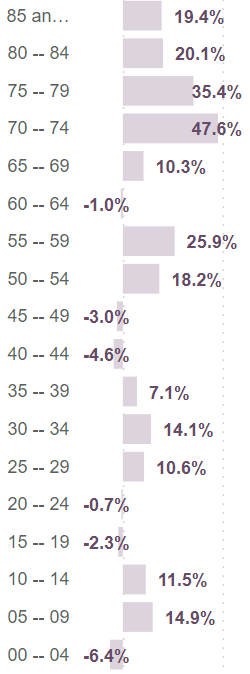 85 an… 19.4%
80 -- 84 20.1%
75 -- 79 35.4%
70 -- 74 47.6%
65 -- 69 10.3%
60 -- 64 -1.0%
55 -- 59 25.9%
50 -- 54 18.2%
45 -- 49 -3.0%
40 -- 44 -4.6%
35 -- 39 7.1%
30 -- 34 14.1%
25 -- 29 10.6%
20 -- 24 -0.7%
15 -- 19 -2.3%
10 -- 14 11.5%
05 -- 09 14.9%
00 -- 04 -6.4%